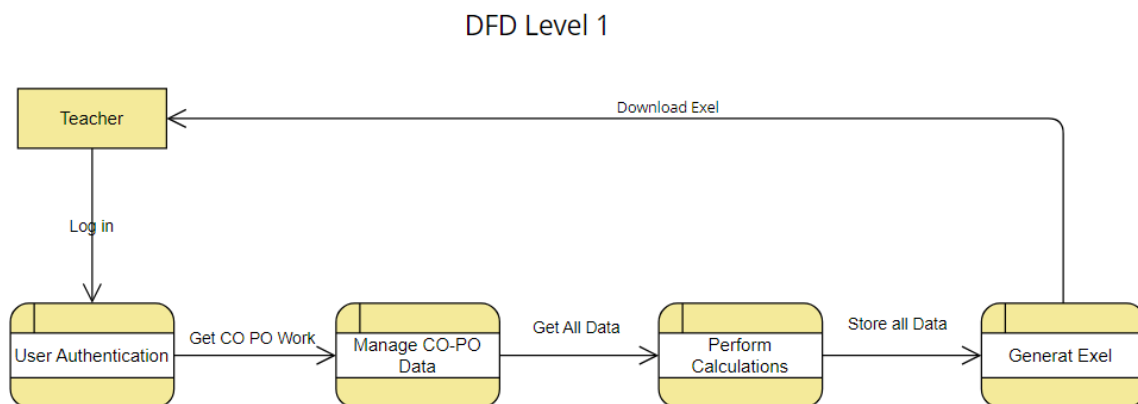 DFD Level 1
Teacher
Download Exel
Log in
User Authentication
Get CO PO Work
Manage CO-PO
Data
Get All Data
Perform
Calculations
Store all Data
Generat Exel